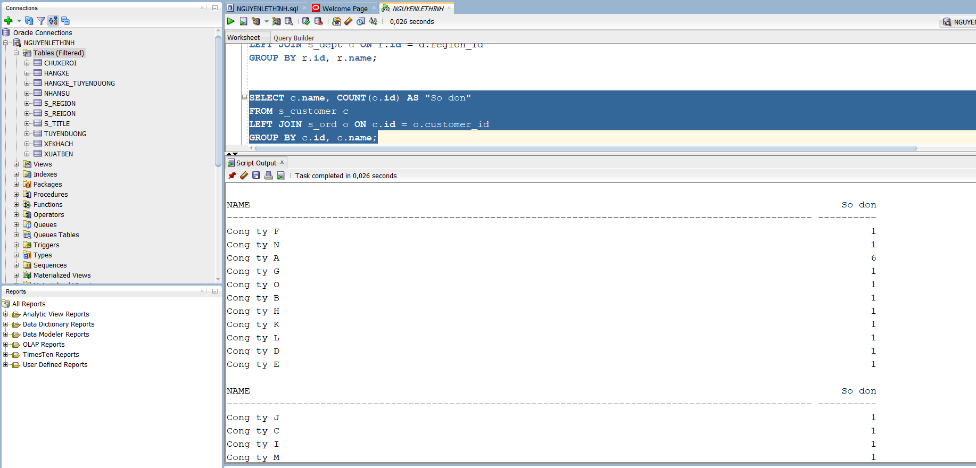 Connections
Oracle Connections
NGUYENLETHINH
Tables (Filtered)
CHUXEROI
HANGXE
HANGXE_TUYENDUONG
NHANSU
S_REGION
S_REIGON
S_TITLE
TUYENDUONG
XEKHACH
XUATIEN
Views
Indexes
Packages
Procedures
Functions
Operators
Queues
Queues Tables
Triggers
Types
Sequences
Materialized Views
Reports
All Reports
Analytic View Reports
Data Dictionary Reports
Data Modeler Reports
OLAP Reports
TimesTen Reports
User Defined Reports
NGUYENLETHINH.sql
Welcome Page
NGUYENLETHINH
0,026 seconds
NGUYE
Worksheet
Query Builder
LEFT JOIN s_dept d ON r.id = d.region_id
GROUP BY r.id, r.name;
SELECT c.name, COUNT(o.id) AS "So don"
FROM s_customer c
LEFT JOIN s_ord o ON c.id = o.customer_id
GROUP BY c.id, c.name;
Script Output
Task completed in 0,026 seconds
NAME So don
Cong ty F 1
Cong ty N 1
Cong ty A 6
Cong ty G 1
Cong ty O 1
Cong ty B 1
Cong ty H 1
Cong ty K 1
Cong ty L 1
Cong ty D 1
Cong ty E 1
NAME So don
Cong ty J 1
Cong ty C 1
Cong ty I 1
Cong ty M 1